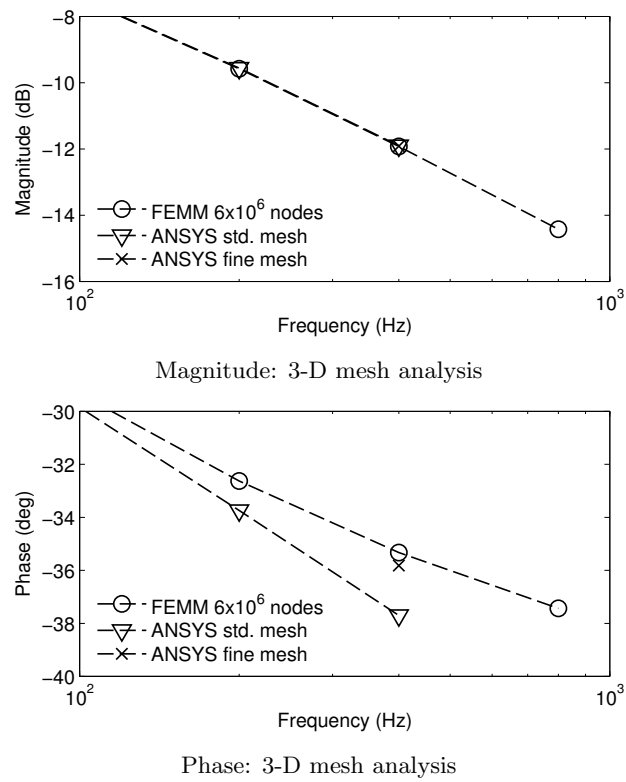 -8
-10
-12
-14
-16
Magnitude (dB)
FEMM 6x10^6 nodes
ANSYS std. mesh
ANSYS fine mesh
10^2
10^3
Frequency (Hz)
Magnitude: 3-D mesh analysis
-30
-32
-34
-36
-38
-40
Phase (deg)
FEMM 6x10^6 nodes
ANSYS std. mesh
ANSYS fine mesh
10^2
10^3
Frequency (Hz)
Phase: 3-D mesh analysis